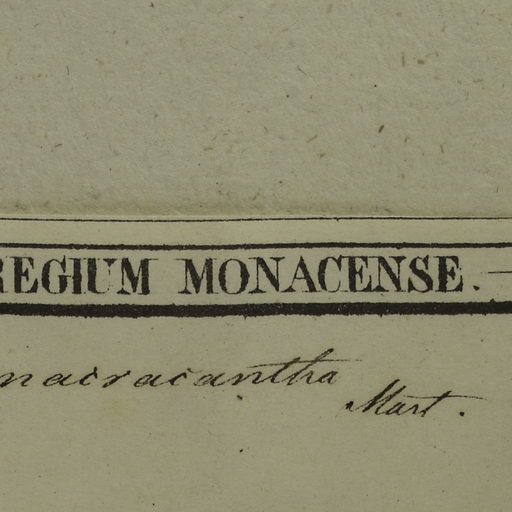 REGIUM MONACENSE. —
macracantha
Mart.